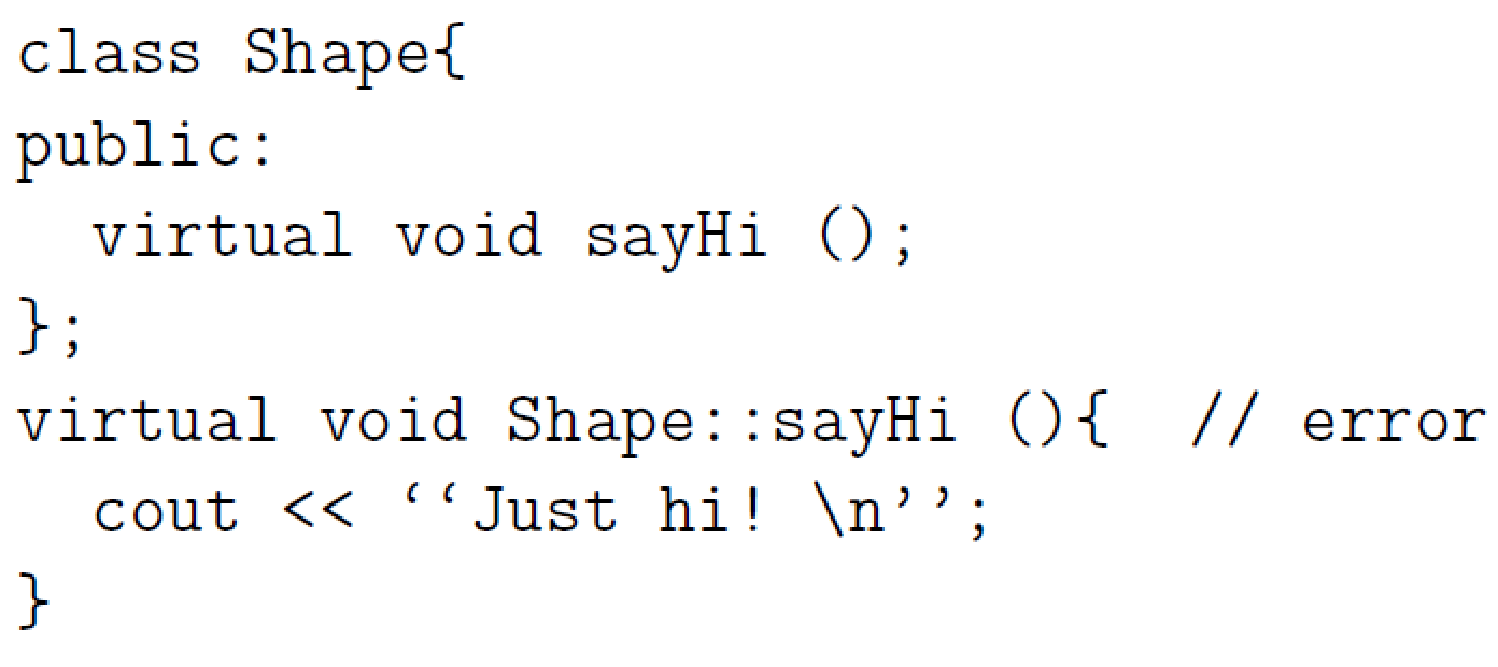 class Shape{
public:
  virtual void sayHi ();
};
virtual void Shape::sayHi (){  // error
  cout << ‘‘Just hi! \n’’;
}